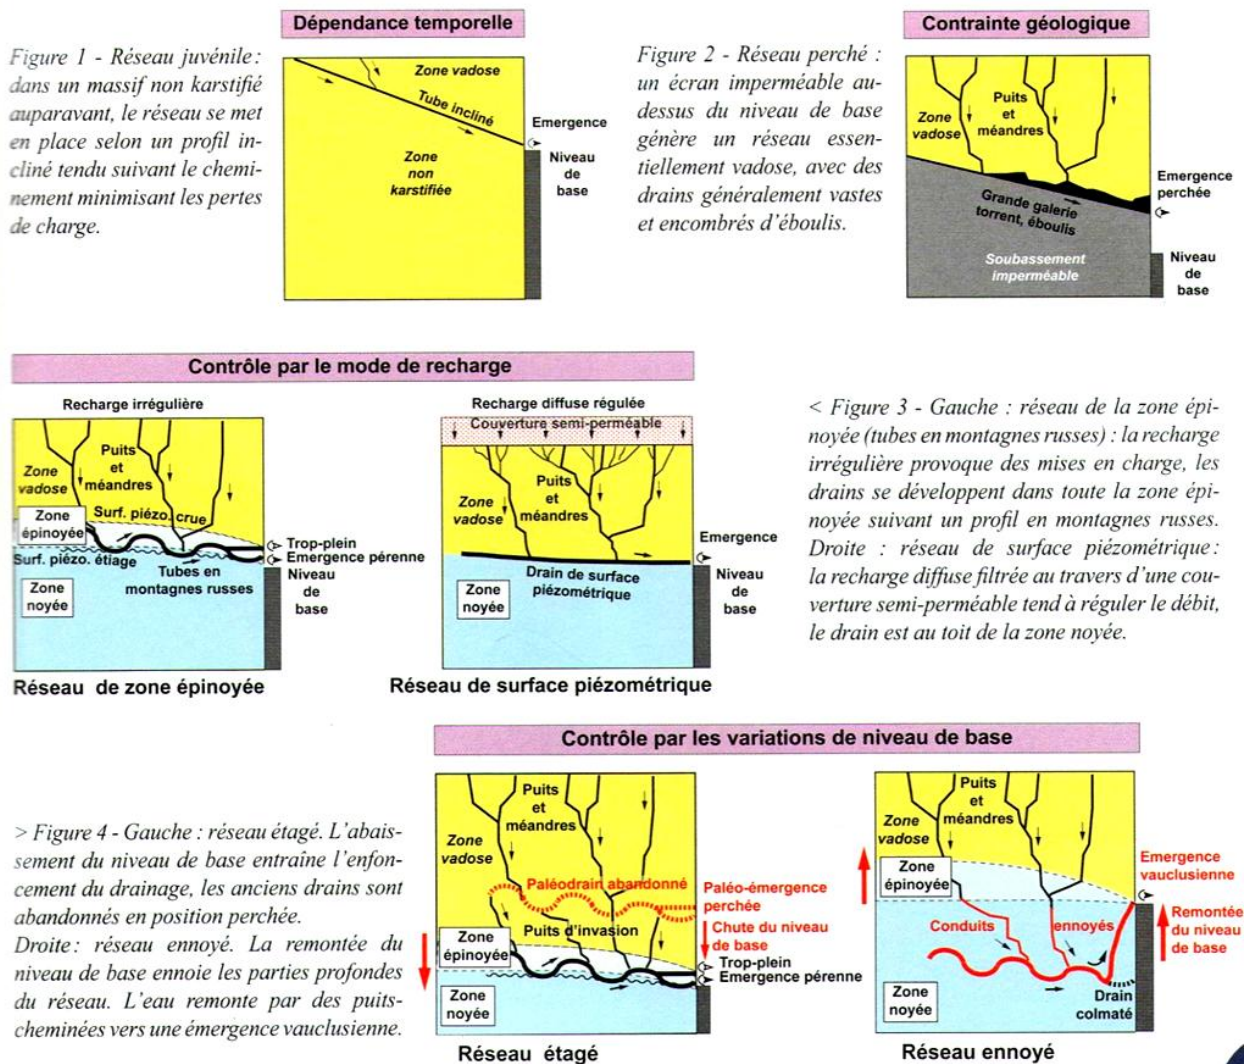 Dépendance temporelle
Figure 1 - Réseau juvénile :
dans un massif non karstifié
auparavant, le réseau se met
en place selon un profil in-
cliné tendu suivant le chemi-
nement minimisant les pertes
de charge.
Zone vadose
Tube incliné
Zone
non
karstifiée
Emergence
Niveau
de
base
Contrainte géologique
Figure 2 - Réseau perché :
un écran imperméable au-
dessus du niveau de base
génère un réseau essen-
tiellement vadose, avec des
drains généralement vastes
et encombrés d'éboulis.
Zone
vadose
Puits
et
méandres
Grande galerie
torrent, éboulis
Soubassement
imperméable
Emergence
perchée
Niveau
de
base
Contrôle par le mode de recharge
Recharge irrégulière
Zone
vadose
Puits
et
méandres
Surf. piézo. crue
Zone
épinoyée
Surf. piézo. étiage
Tubes en
montagnes russes
Zone
noyée
Trop-plein
Emergence pérenne
Niveau
de
base
Réseau de zone épinoyée
Recharge diffuse régulée
Couverture semi-perméable
Zone
vadose
Puits
et
méandres
Drain de surface
piézométrique
Zone
noyée
Emergence
Niveau
de
base
Réseau de surface piézométrique
< Figure 3 - Gauche : réseau de la zone épi-
noyée (tubes en montagnes russes) : la recharge
irrégulière provoque des mises en charge, les
drains se développent dans toute la zone épi-
noyée suivant un profil en montagnes russes.
Droite : réseau de surface piézométrique :
la recharge diffuse filtrée au travers d'une cou-
verture semi-perméable tend à réguler le débit,
le drain est au toit de la zone noyée.
Contrôle par les variations de niveau de base
> Figure 4 - Gauche : réseau étagé. L'abais-
sement du niveau de base entraîne l'enfon-
cement du drainage, les anciens drains sont
abandonnés en position perchée.
Droite : réseau ennoyé. La remontée du
niveau de base ennoie les parties profondes
du réseau. L'eau remonte par des puits-
cheminées vers une émergence vauclusienne.
Puits
et
méandres
Zone
vadose
Paléodrain abandonné
Puits d'invasion
Zone
épinoyée
Zone
noyée
Paléo-émergence
perchée
Chute du niveau
de base
Trop-plein
Emergence pérenne
Réseau étagé
Puits
et
méandres
Zone
vadose
Zone
épinoyée
Conduits ennoyés
Zone
noyée
Drain
colmaté
Emergence
vauclusienne
Remontée
du niveau
de base
Réseau ennoyé